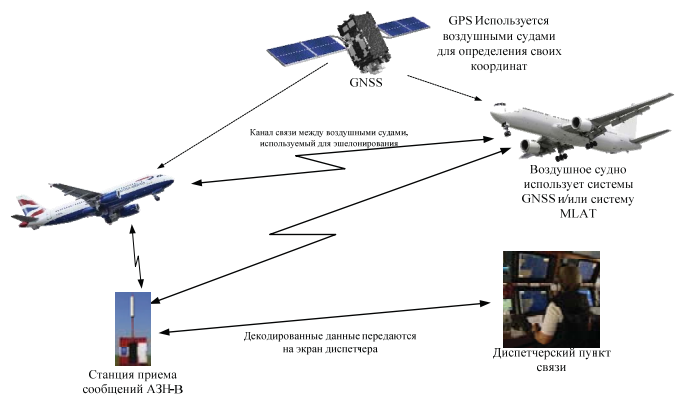 GPS Используется
воздушными судами
для определения своих
координат
GNSS
Канал связи между воздушными судами,
используемый для эшелонирования
Воздушное судно
использует системы
GNSS и/или систему
MLAT
Декодированные данные передаются
на экран диспетчера
Станция приема
сообщений АЗН-В
Диспетчерский пункт
связи